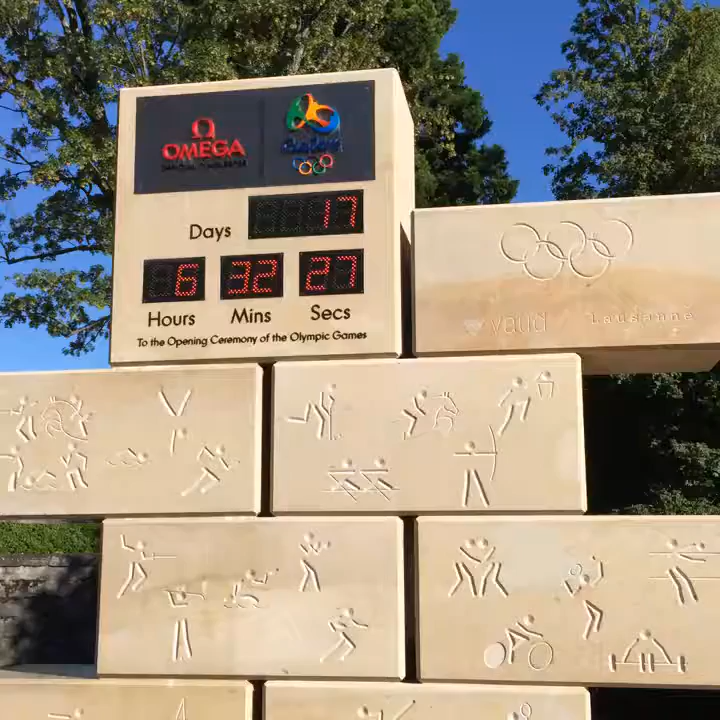 OMEGA
17
Days
6 32 27
Hours Mins Secs
To the Opening Ceremony of the Olympic Games
vaud Lausanne